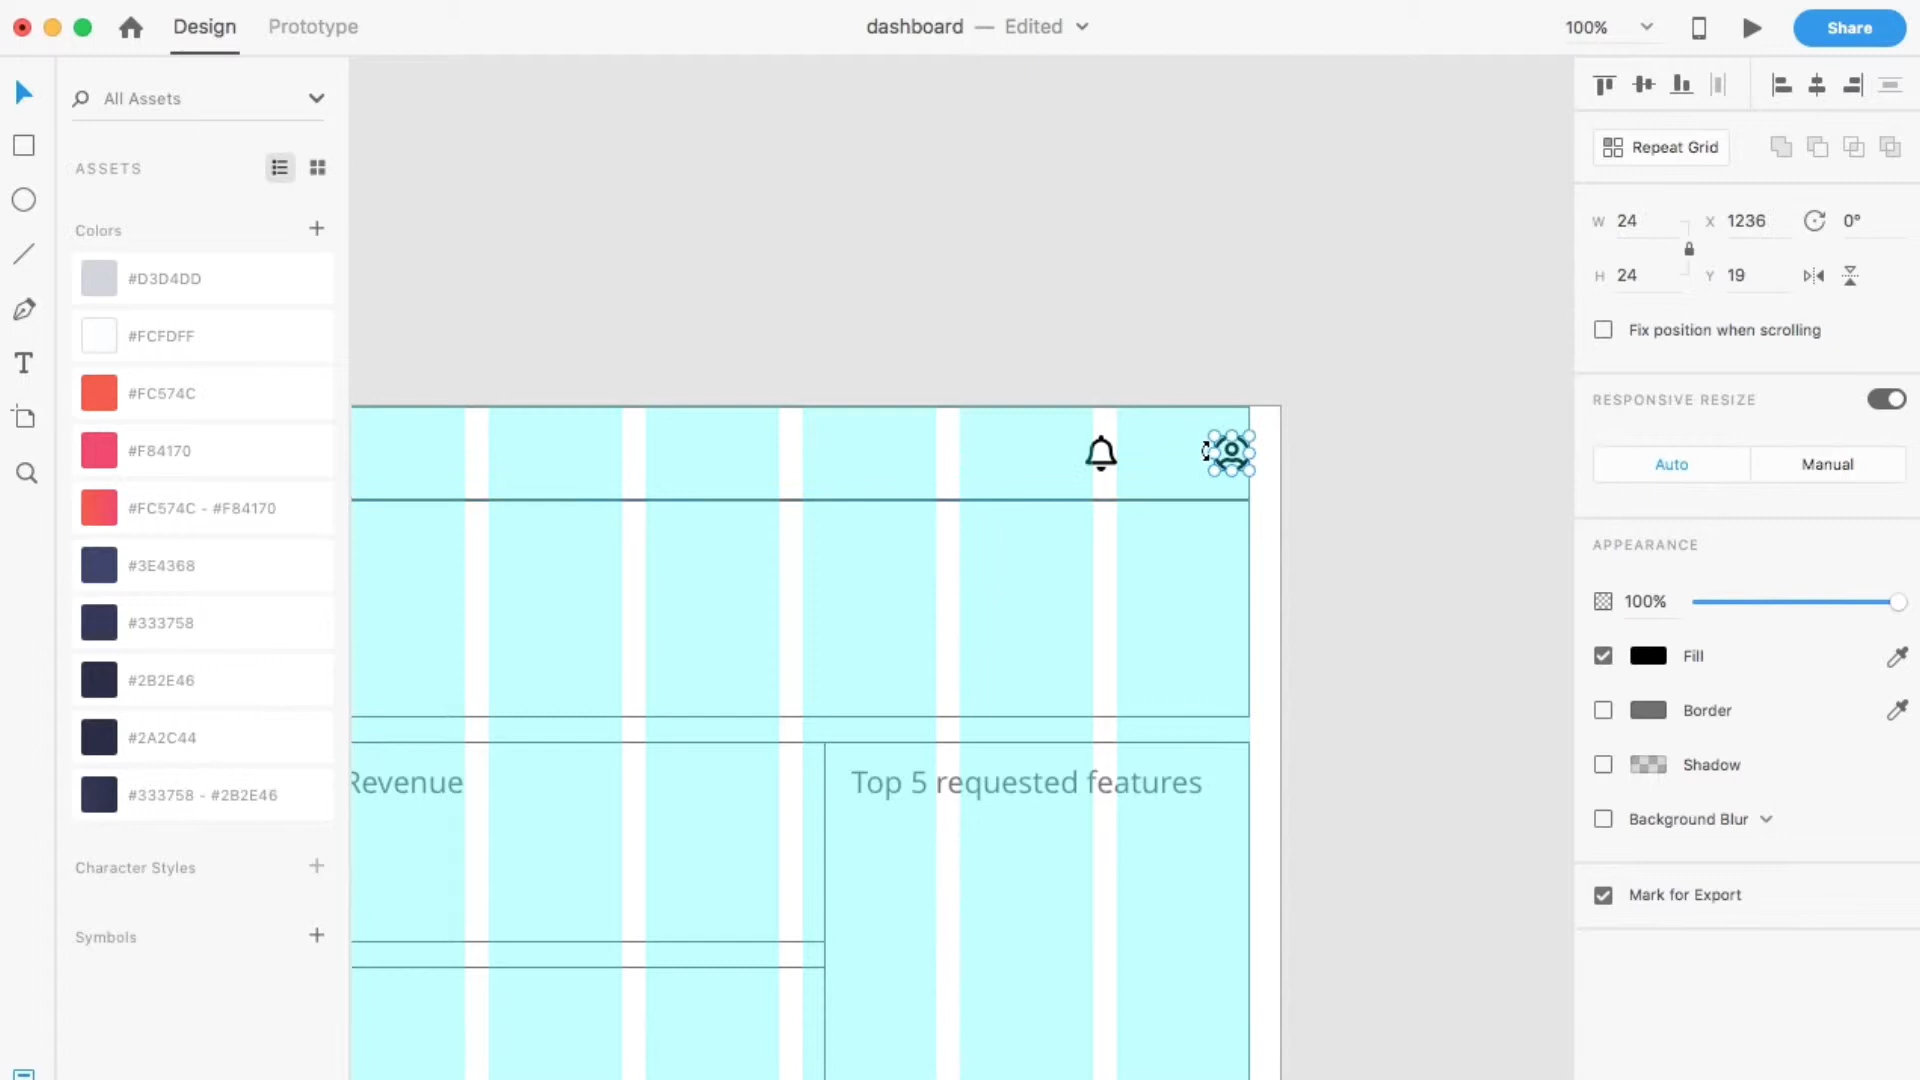 Design Prototype dashboard — Edited 100% Share
All Assets
ASSETS
Colors +
#D3D4DD
#FCFDFF
#FC574C
#F84170
#FC574C - #F84170
#3E4368
#333758
#2B2E46
#2A2C44
#333758 - #2B2E46
Character Styles +
Symbols +
T
Revenue
Top 5 requested features
Repeat Grid
W 24 X 1236 0°
H 24 Y 19
Fix position when scrolling
RESPONSIVE RESIZE
Auto Manual
APPEARANCE
100%
Fill
Border
Shadow
Background Blur
Mark for Export